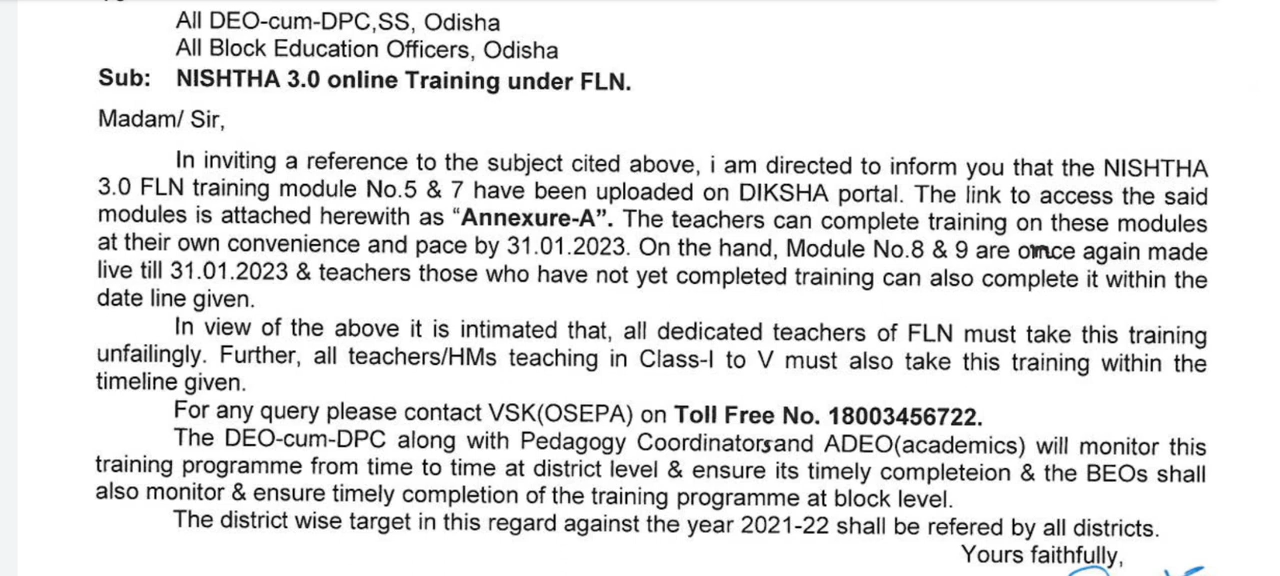 All DEO-cum-DPC,SS, Odisha
All Block Education Officers, Odisha
Sub: NISHTHA 3.0 online Training under FLN.
Madam/ Sir,
In inviting a reference to the subject cited above, i am directed to inform you that the NISHTHA
3.0 FLN training module No.5 & 7 have been uploaded on DIKSHA portal. The link to access the said
modules is attached herewith as “Annexure-A”. The teachers can complete training on these modules
at their own convenience and pace by 31.01.2023. On the hand, Module No.8 & 9 are once again made
live till 31.01.2023 & teachers those who have not yet completed training can also complete it within the
date line given.
In view of the above it is intimated that, all dedicated teachers of FLN must take this training
unfailingly. Further, all teachers/HMs teaching in Class-I to V must also take this training within the
timeline given.
For any query please contact VSK(OSEPA) on Toll Free No. 18003456722.
The DEO-cum-DPC along with Pedagogy Coordinatorsand ADEO(academics) will monitor this
training programme from time to time at district level & ensure its timely completeion & the BEOs shall
also monitor & ensure timely completion of the training programme at block level.
The district wise target in this regard against the year 2021-22 shall be refered by all districts.
Yours faithfully,